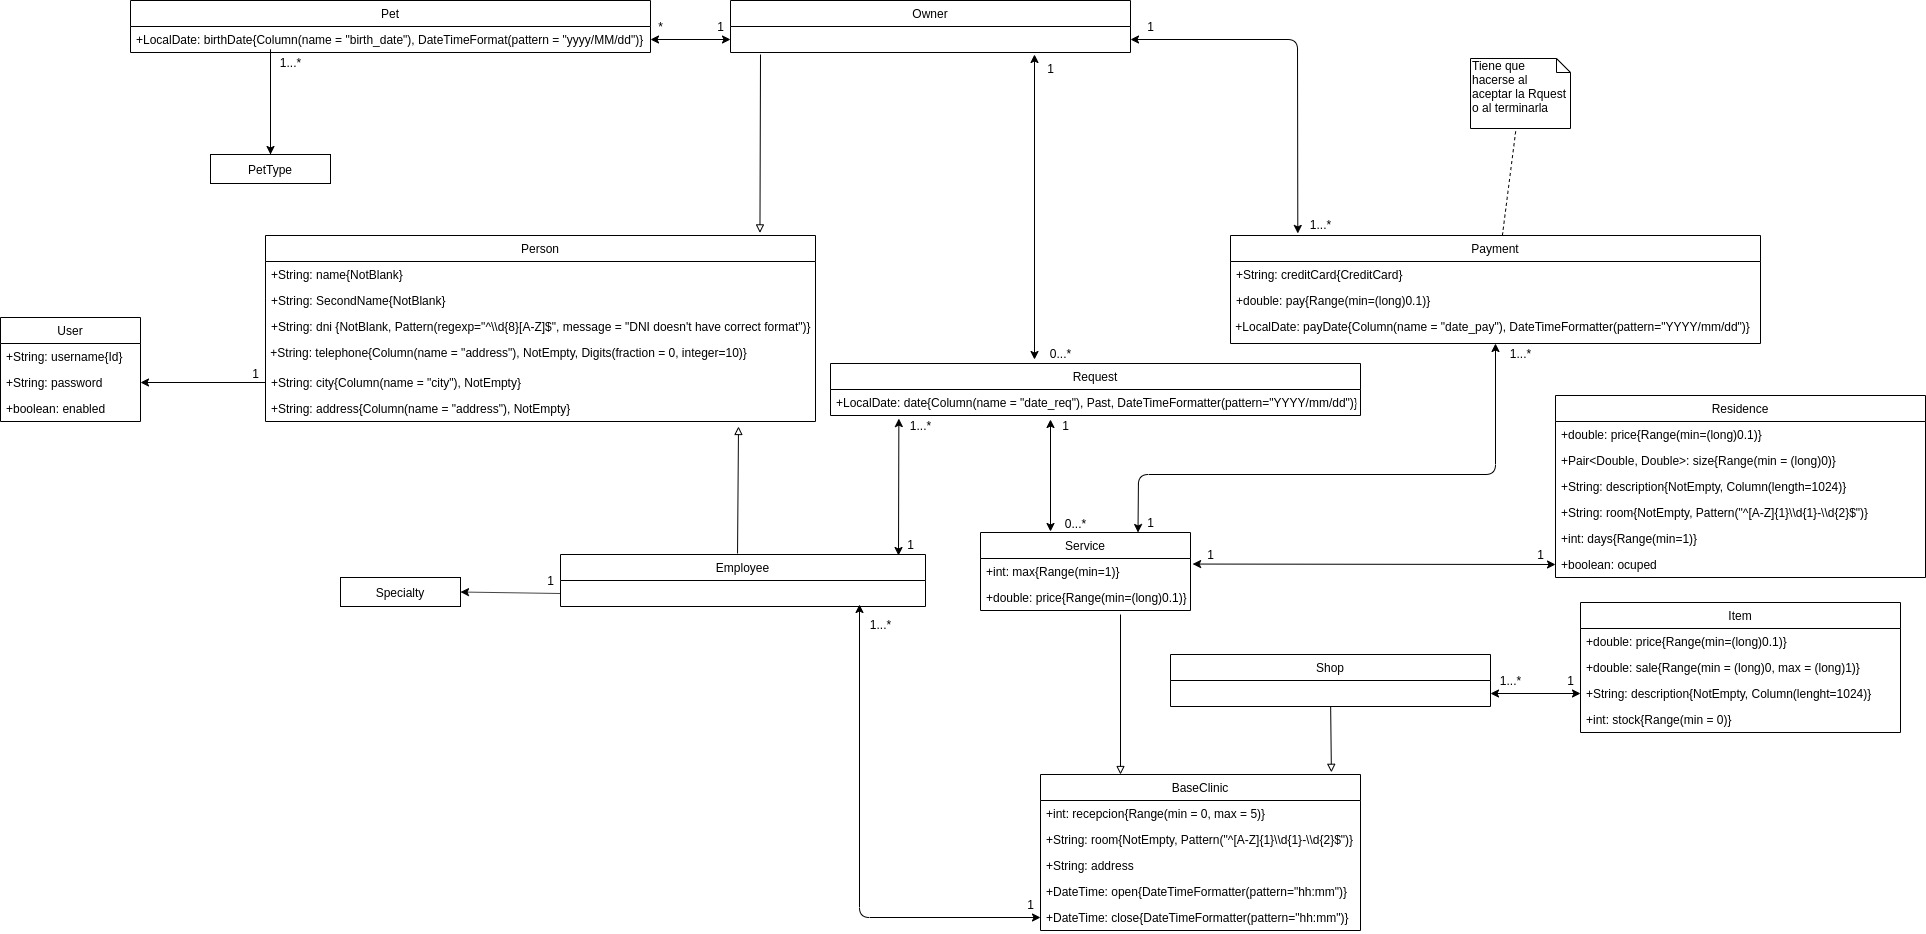 Pet
+LocalDate: birthDate{Column(name = "birth_date"), DateTimeFormat(pattern = "yyyy/MM/dd")}
*
1
Owner
1
1...*
1
Tiene que
hacerse al
aceptar la Rquest
o al terminarla
PetType
1...*
Person
+String: name{NotBlank}
+String: SecondName{NotBlank}
+String: dni {NotBlank, Pattern(regexp="^\\d{8}[A-Z]$", message = "DNI doesn't have correct format")}
+String: telephone{Column(name = "address"), NotEmpty, Digits(fraction = 0, integer=10)}
+String: city{Column(name = "city"), NotEmpty}
+String: address{Column(name = "address"), NotEmpty}
Payment
+String: creditCard{CreditCard}
+double: pay{Range(min=(long)0.1)}
+LocalDate: payDate{Column(name = "date_pay"), DateTimeFormatter(pattern="YYYY/mm/dd")}
User
+String: username{Id}
+String: password
+boolean: enabled
1
0...*
1...*
Request
+LocalDate: date{Column(name = "date_req"), Past, DateTimeFormatter(pattern="YYYY/mm/dd")}
1...*
1
Residence
+double: price{Range(min=(long)0.1)}
+Pair<Double, Double>: size{Range(min = (long)0)}
+String: description{NotEmpty, Column(length=1024)}
+String: room{NotEmpty, Pattern("^[A-Z]{1}\\d{1}-\\d{2}$")}
+int: days{Range(min=1)}
+boolean: ocuped
0...*
1
1
1
1
Employee
1
Specialty
Service
+int: max{Range(min=1)}
+double: price{Range(min=(long)0.1)}
1...*
Item
+double: price{Range(min=(long)0.1)}
+double: sale{Range(min = (long)0, max = (long)1)}
+String: description{NotEmpty, Column(lenght=1024)}
+int: stock{Range(min = 0)}
Shop
1...*
1
BaseClinic
+int: recepcion{Range(min = 0, max = 5)}
+String: room{NotEmpty, Pattern("^[A-Z]{1}\\d{1}-\\d{2}$")}
+String: address
+DateTime: open{DateTimeFormatter(pattern="hh:mm")}
+DateTime: close{DateTimeFormatter(pattern="hh:mm")}
1